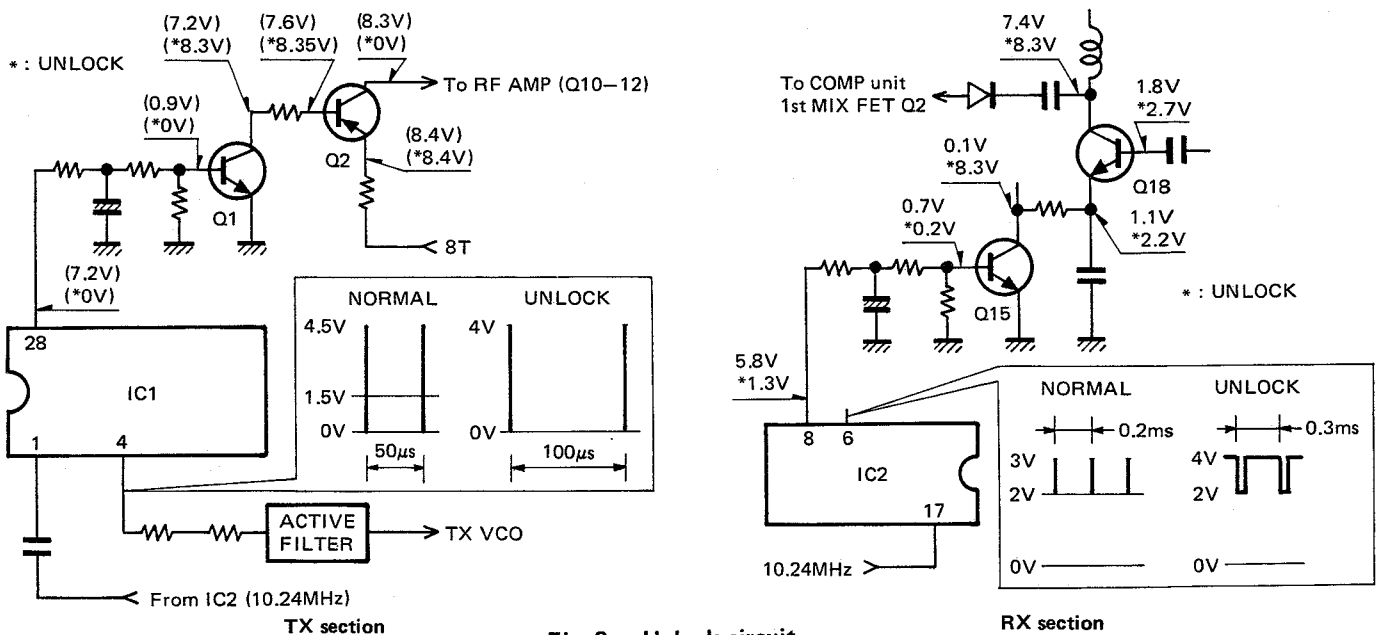 (7.2V)
(*8.3V)
(7.6V)
(*8.35V)
(8.3V)
(*0V)
* : UNLOCK
To RF AMP (Q10–12)
(0.9V)
(*0V)
Q2
(8.4V)
(*8.4V)
Q1
8T
(7.2V)
(*0V)
28
IC1
1
4
NORMAL
UNLOCK
4.5V
4V
1.5V
0V
0V
50μs
100μs
ACTIVE
FILTER
TX VCO
From IC2 (10.24MHz)
TX section
7.4V
*8.3V
To COMP unit
1st MIX FET Q2
1.8V
*2.7V
0.1V
*8.3V
Q18
0.7V
*0.2V
1.1V
*2.2V
Q15
* : UNLOCK
5.8V
*1.3V
8
6
IC2
17
10.24MHz
NORMAL
UNLOCK
0.2ms
0.3ms
3V
4V
2V
2V
0V
0V
RX section